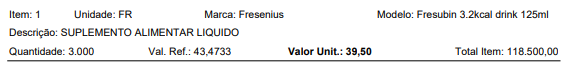 Item: 1 Unidade: FR Marca: Fresenius Modelo: Fresubin 3.2kcal drink 125ml
Descrição: SUPLEMENTO ALIMENTAR LIQUIDO
Quantidade: 3.000 Val. Ref.: 43,4733 Valor Unit.: 39,50 Total Item: 118.500,00